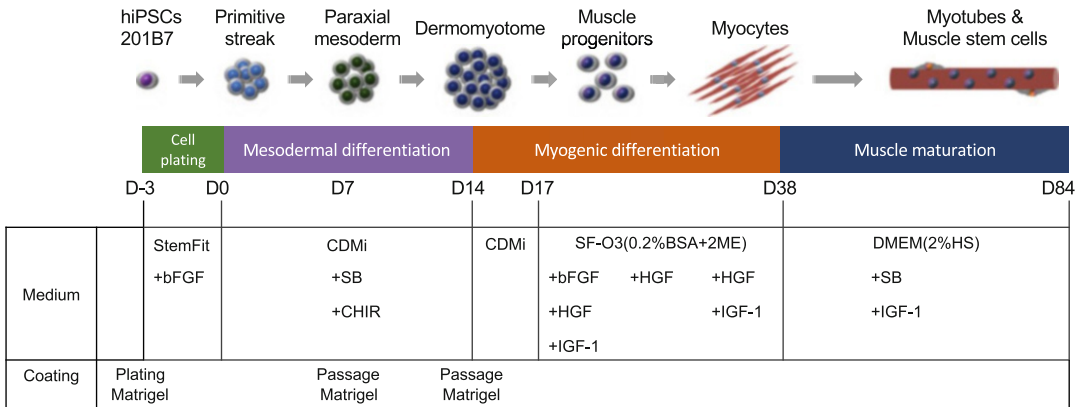 hiPSCs
201B7
Primitive
streak
Paraxial
mesoderm
Dermomyotome
Muscle
progenitors
Myocytes
Myotubes &
Muscle stem cells
Cell
plating
Mesodermal differentiation
Myogenic differentiation
Muscle maturation
D-3 D0 D7 D14 D17 D38 D84
Medium
StemFit
+bFGF
CDMi
+SB
+CHIR
CDMi
SF-O3(0.2%BSA+2ME)
+bFGF +HGF +HGF
+HGF +IGF-1
+IGF-1
DMEM(2%HS)
+SB
+IGF-1
Coating
Plating
Matrigel
Passage
Matrigel
Passage
Matrigel